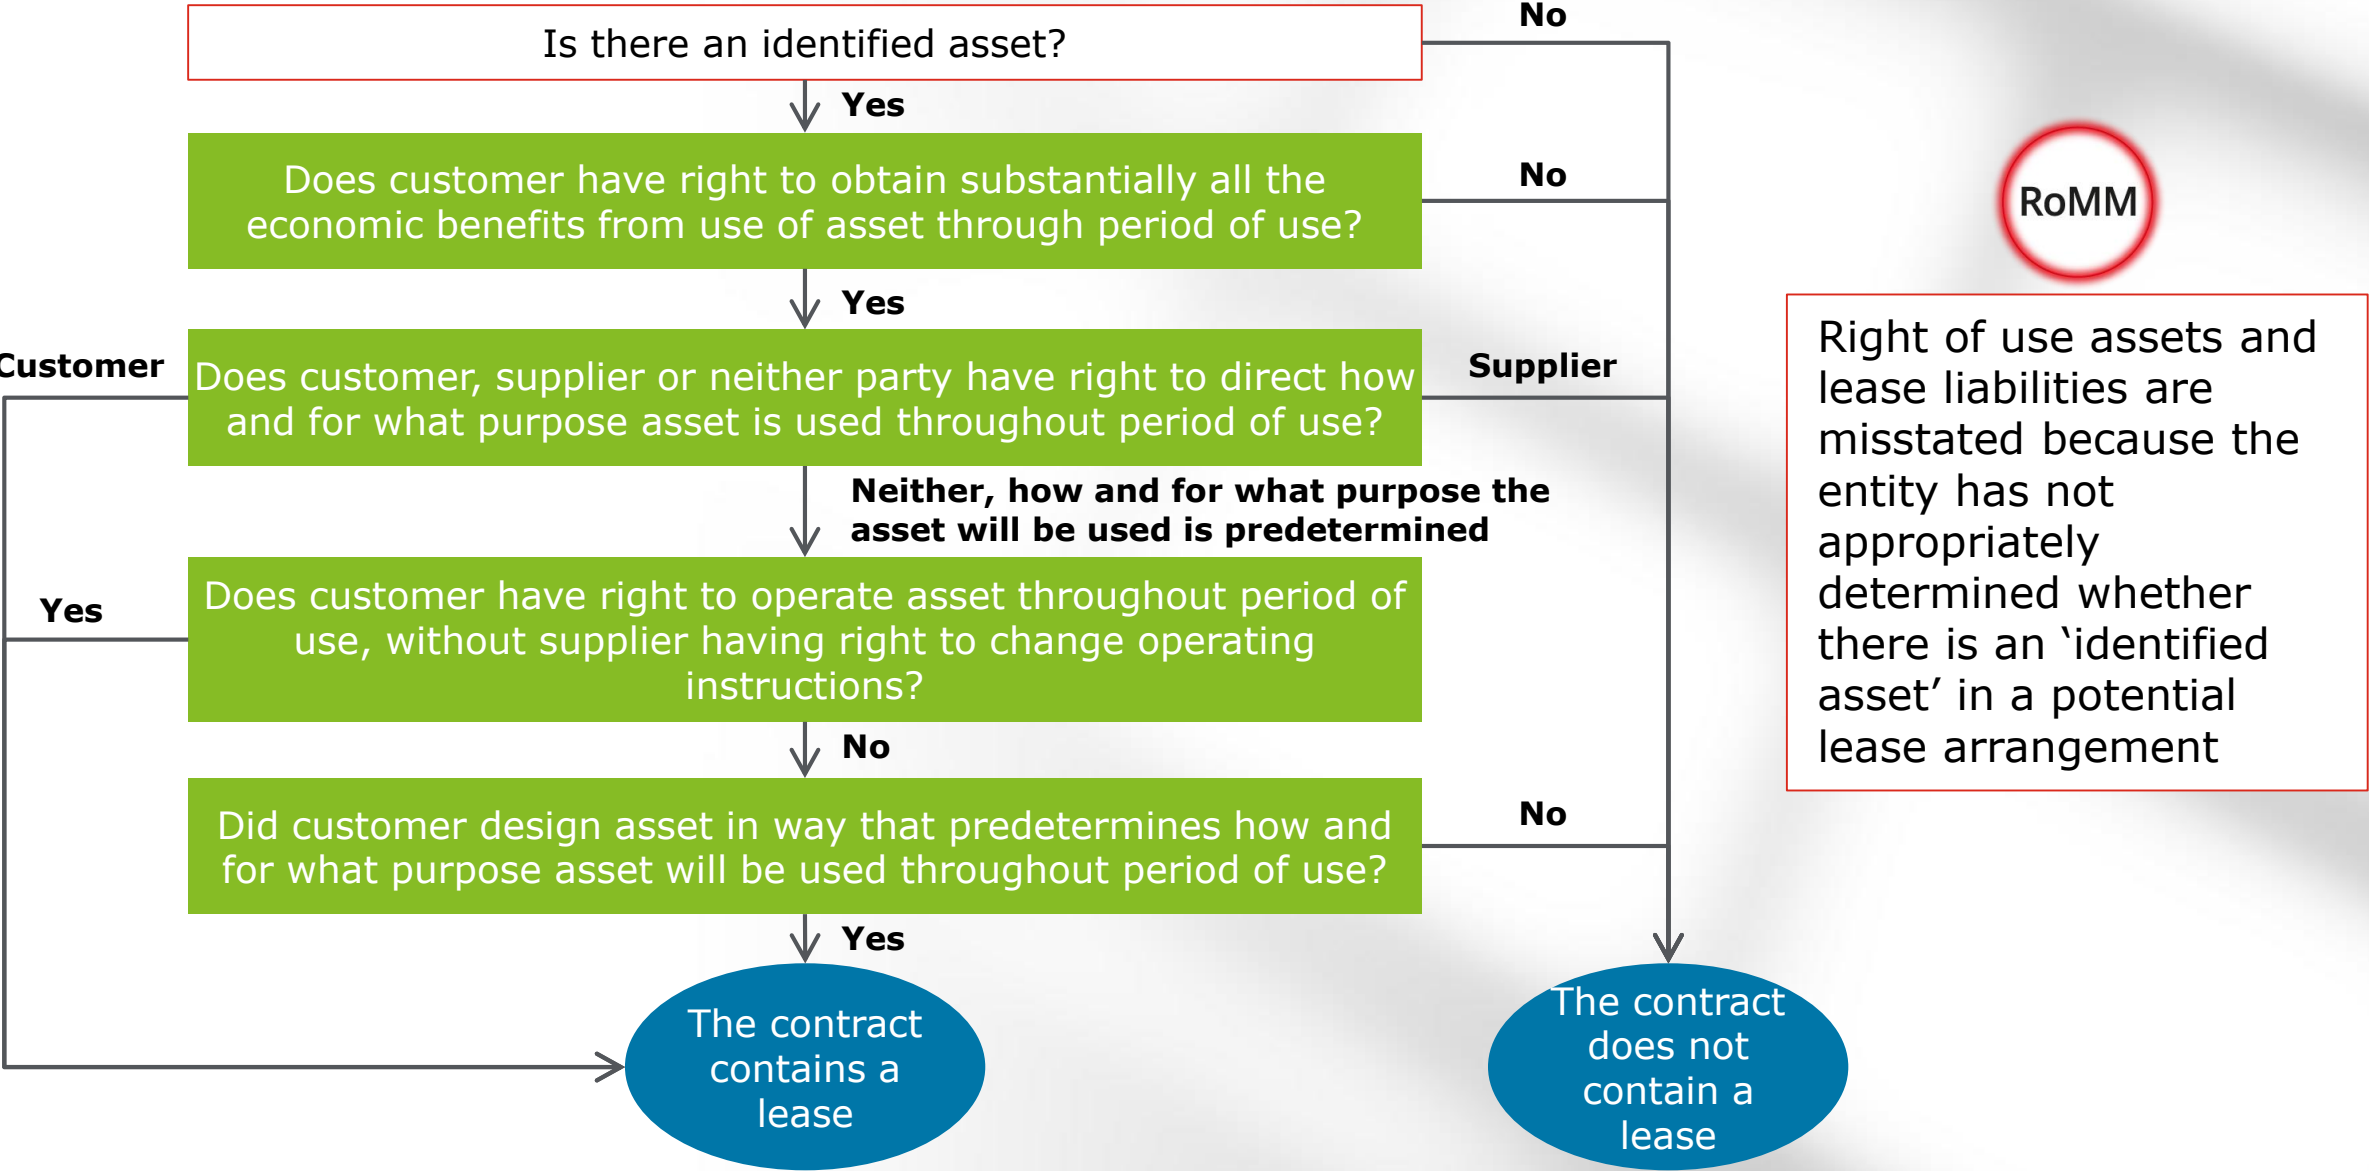 No
Is there an identified asset?
Yes
Does customer have right to obtain substantially all the
economic benefits from use of asset through period of use?
No
Yes
Customer
Does customer, supplier or neither party have right to direct how
and for what purpose asset is used throughout period of use?
Supplier
Neither, how and for what purpose the
asset will be used is predetermined
Yes
Does customer have right to operate asset throughout period of
use, without supplier having right to change operating
instructions?
No
Did customer design asset in way that predetermines how and
for what purpose asset will be used throughout period of use?
No
Yes
The contract
contains a
lease
The contract
does not
contain a
lease
RoMM
Right of use assets and
lease liabilities are
misstated because the
entity has not
appropriately
determined whether
there is an ‘identified
asset’ in a potential
lease arrangement